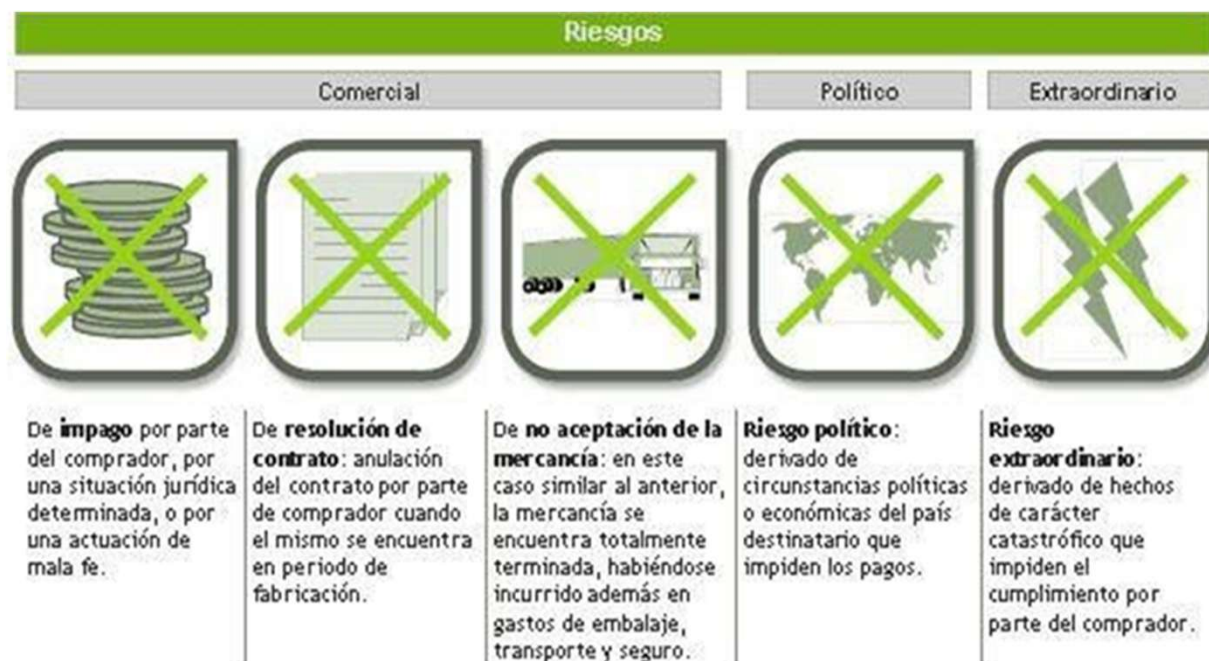 Riesgos
Comercial
Político
Extraordinario
De impago por parte
del comprador, por
una situación jurídica
determinada, o por
una actuación de
mala fe.
De resolución de
contrato: anulación
del contrato por parte
de comprador cuando
el mismo se encuentra
en periodo de
fabricación.
De no aceptación de la
mercancía: en este
caso similar al anterior,
la mercancía se
encuentra totalmente
terminada, habiéndose
incurrido además en
gastos de embalaje,
transporte y seguro.
Riesgo político:
derivado de
circunstancias políticas
o económicas del país
destinatario que
impiden los pagos.
Riesgo
extraordinario:
derivado de hechos
de carácter
catastrófico que
impiden el
cumplimiento por
parte del comprador.